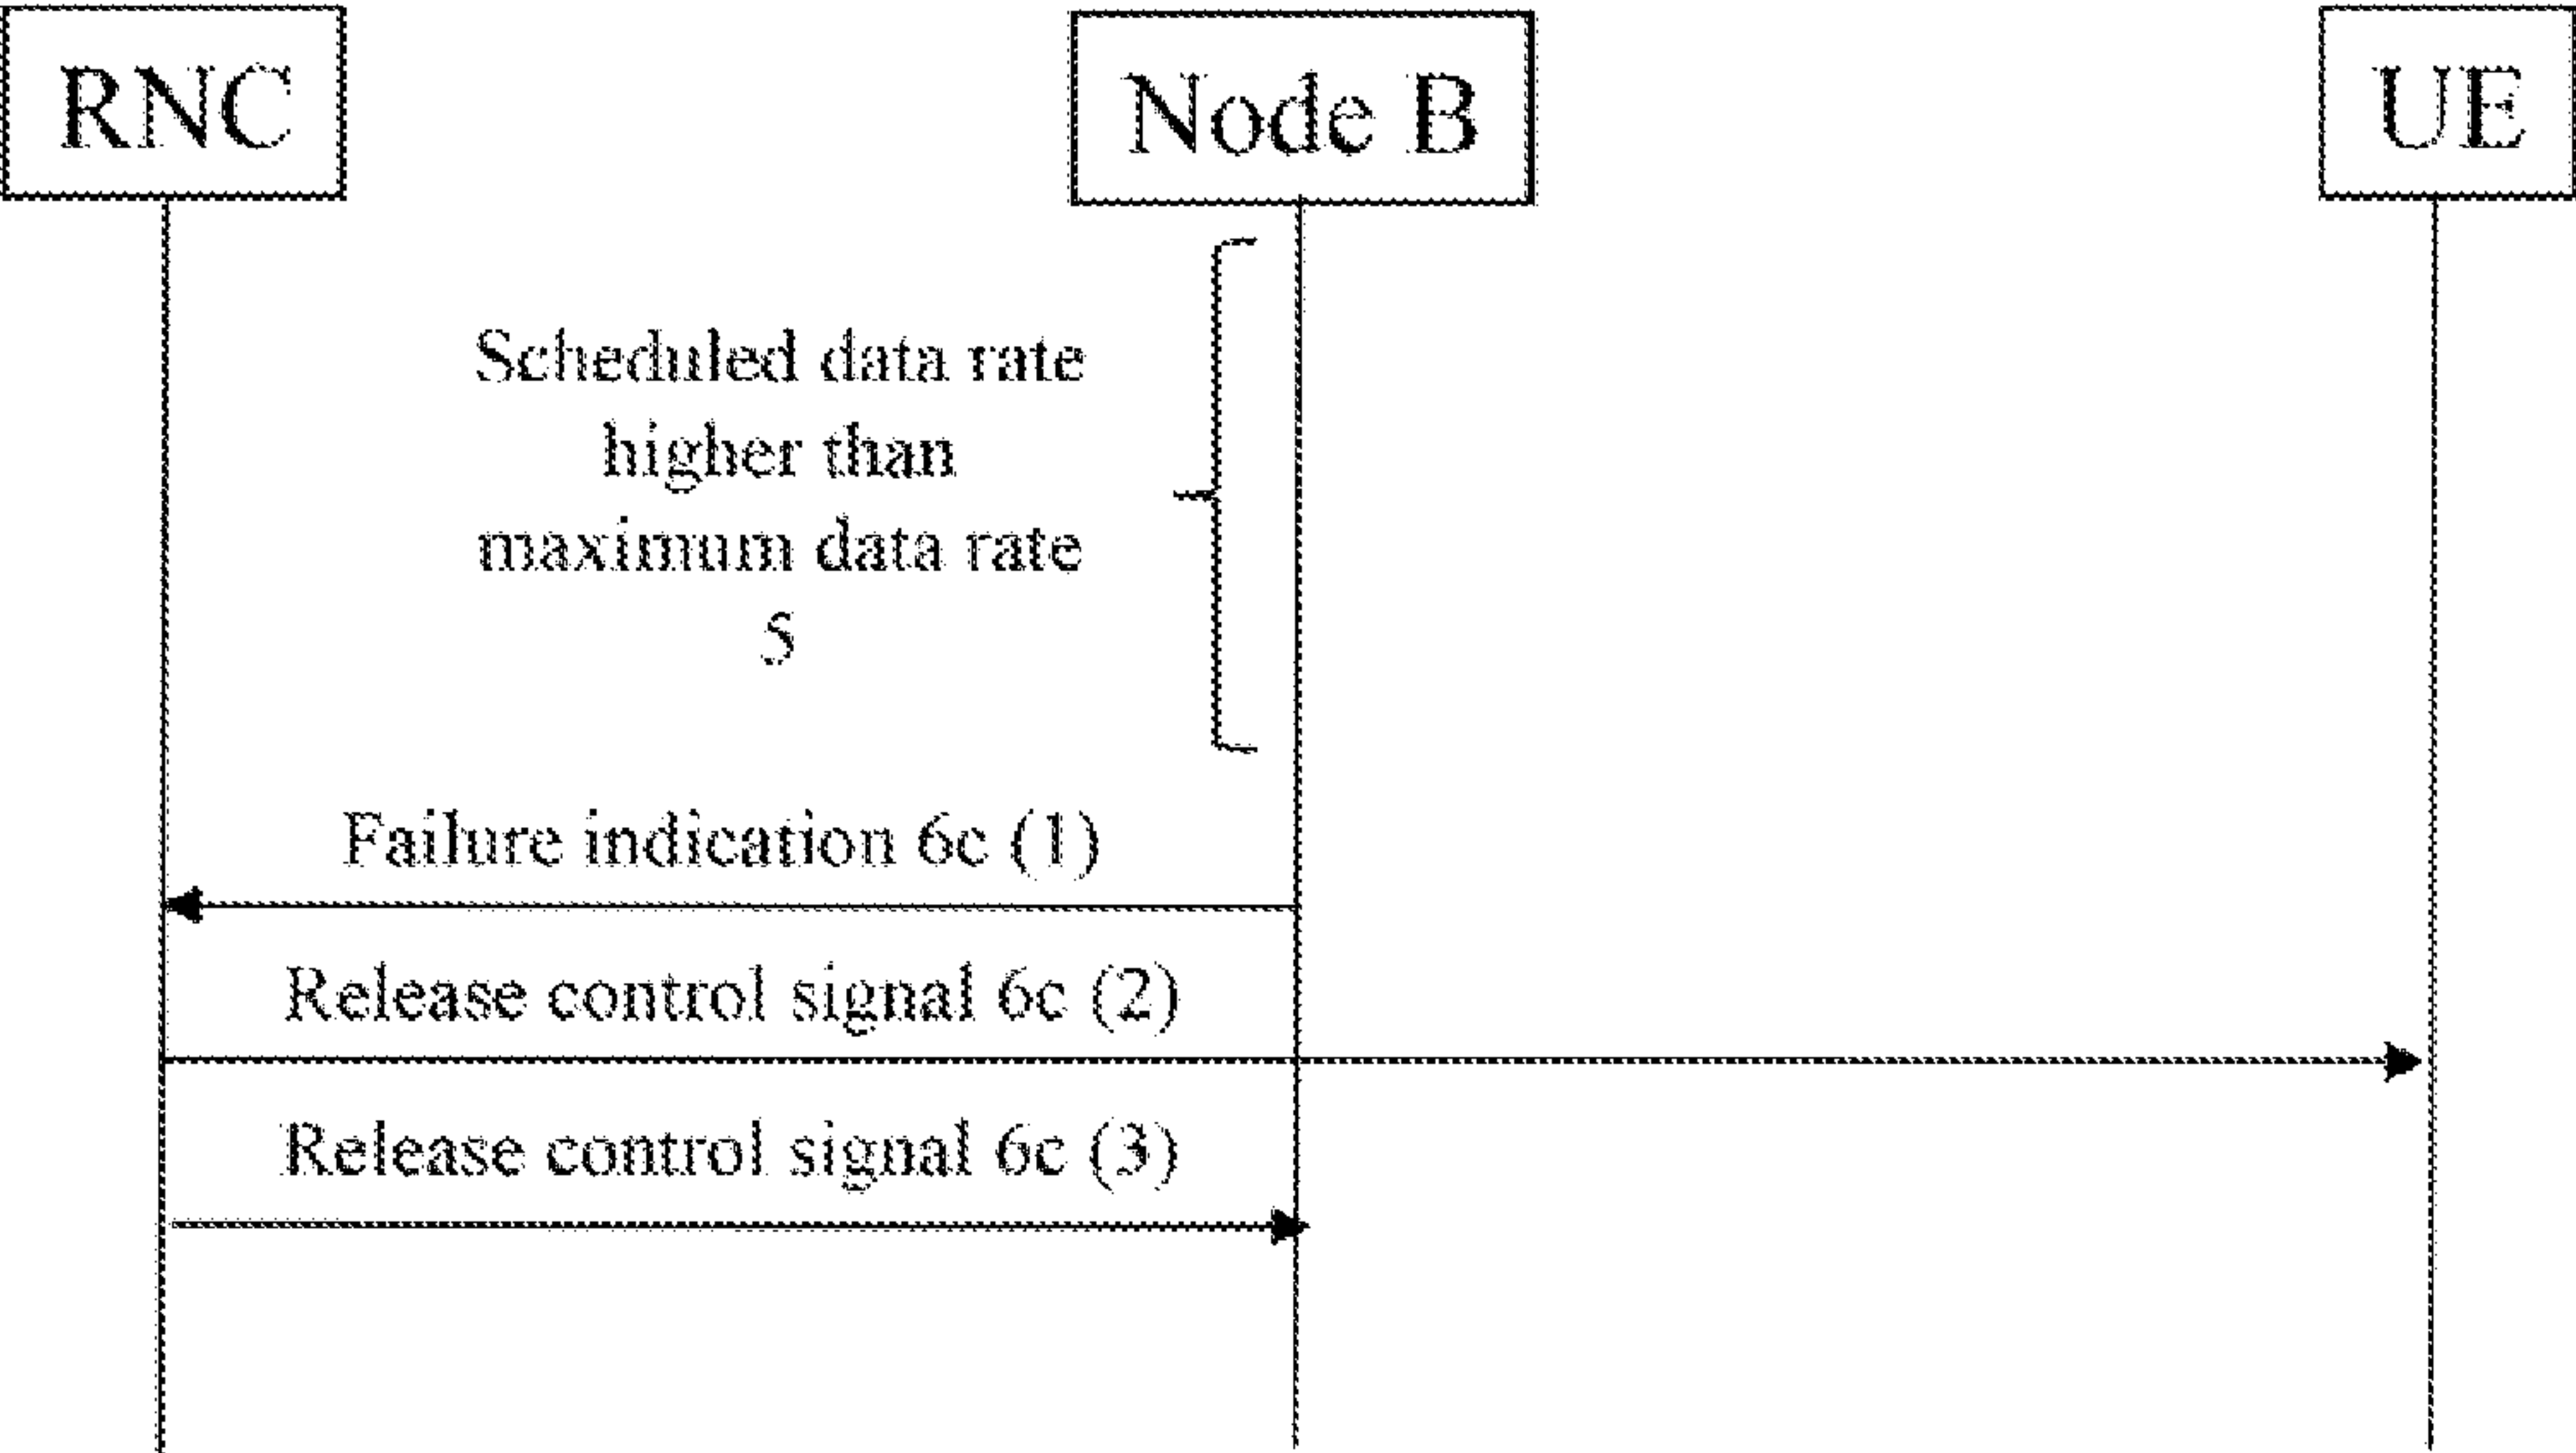 RNC
Node B
UE
Scheduled data rate
higher than
maximum data rate
5
Failure indication 6c (1)
Release control signal 6c (2)
Release control signal 6c (3)